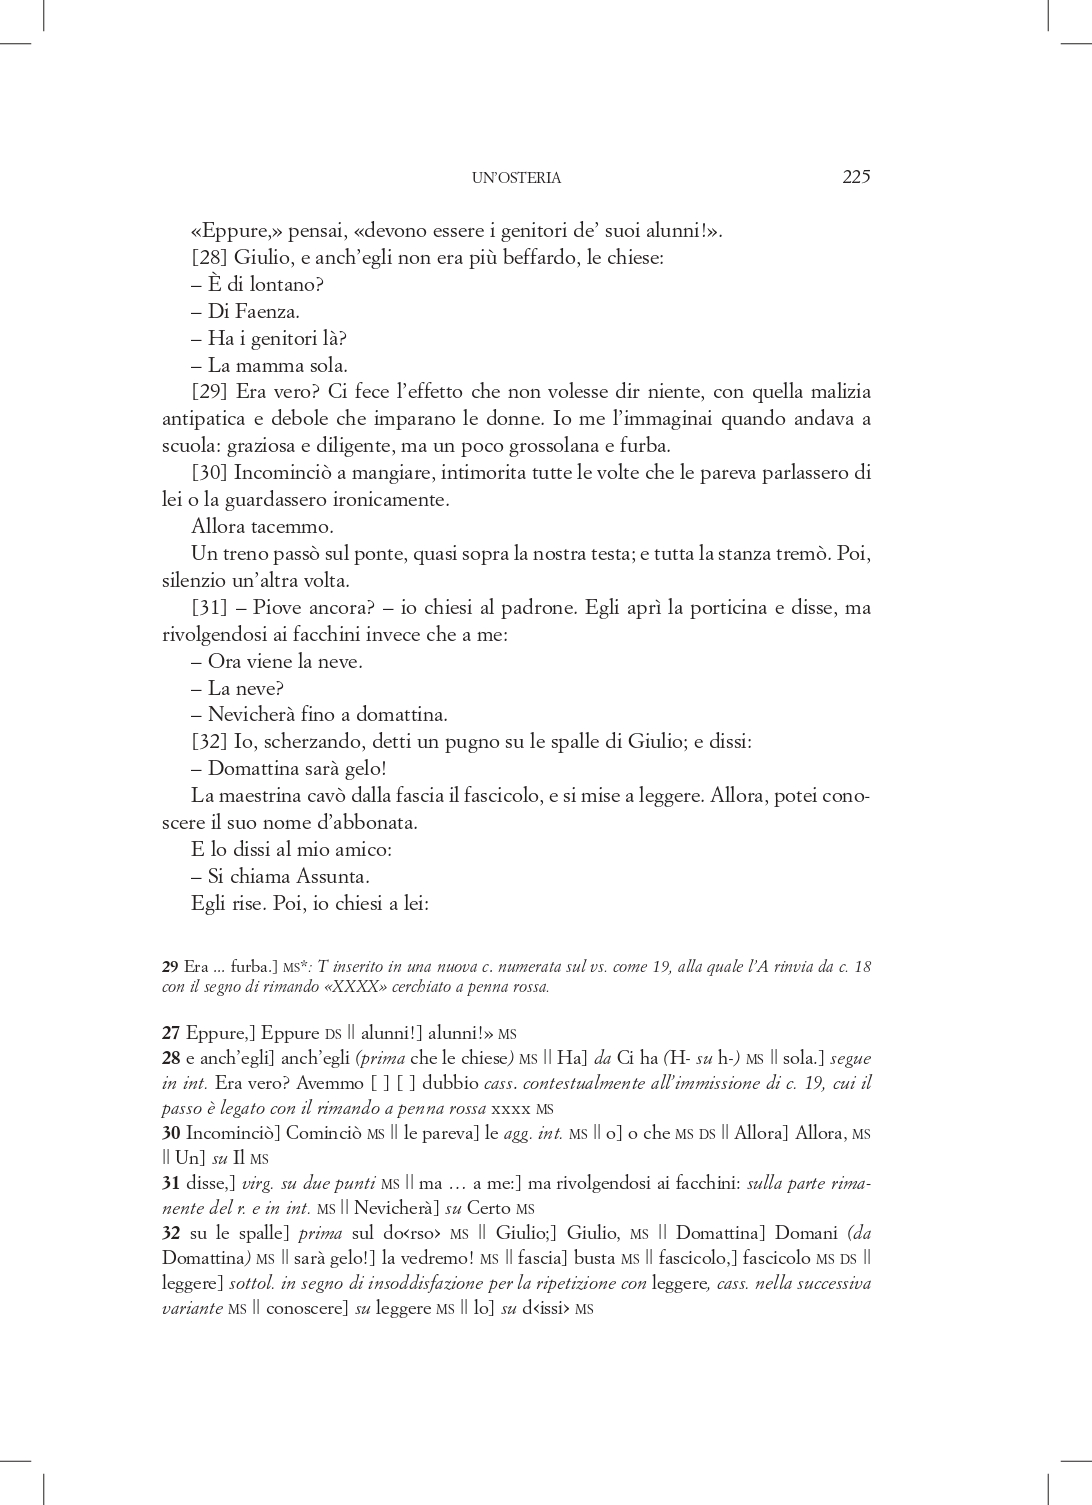 UN’OSTERIA 225
«Eppure,» pensai, «devono essere i genitori de’ suoi alunni!».
[28] Giulio, e anch’egli non era più beffardo, le chiese:
– È di lontano?
– Di Faenza.
– Ha i genitori là?
– La mamma sola.
[29] Era vero? Ci fece l’effetto che non volesse dir niente, con quella malizia
antipatica e debole che imparano le donne. Io me l’immaginai quando andava a
scuola: graziosa e diligente, ma un poco grossolana e furba.
[30] Incominciò a mangiare, intimorita tutte le volte che le pareva parlassero di
lei o la guardassero ironicamente.
Allora tacemmo.
Un treno passò sul ponte, quasi sopra la nostra testa; e tutta la stanza tremò. Poi,
silenzio un’altra volta.
[31] – Piove ancora? – io chiesi al padrone. Egli aprì la porticina e disse, ma
rivolgendosi ai facchini invece che a me:
– Ora viene la neve.
– La neve?
– Nevicherà fino a domattina.
[32] Io, scherzando, detti un pugno su le spalle di Giulio; e dissi:
– Domattina sarà gelo!
La maestrina cavò dalla fascia il fascicolo, e si mise a leggere. Allora, potei cono-
scere il suo nome d’abbonata.
E lo dissi al mio amico:
– Si chiama Assunta.
Egli rise. Poi, io chiesi a lei:
29 Era ... furba.] MS*: T inserito in una nuova c. numerata sul vs. come 19, alla quale l’A rinvia da c. 18
con il segno di rimando «XXXX» cerchiato a penna rossa.
27 Eppure,] Eppure DS || alunni!] alunni!» MS
28 e anch’egli] anch’egli (prima che le chiese) MS || Ha] da Ci ha (H- su h-) MS || sola.] segue
in int. Era vero? Avemmo [ ] [ ] dubbio cass. contestualmente all’immissione di c. 19, cui il
passo è legato con il rimando a penna rossa xxxx MS
30 Incominciò] Cominciò MS || le pareva] le agg. int. MS || o] o che MS DS || Allora] Allora, MS
|| Un] su Il MS
31 disse,] virg. su due punti MS || ma … a me:] ma rivolgendosi ai facchini: sulla parte rima-
nente del r. e in int. MS || Nevicherà] su Certo MS
32 su le spalle] prima sul do‹rso› MS || Giulio;] Giulio, MS || Domattina] Domani (da
Domattina) MS || sarà gelo!] la vedremo! MS || fascia] busta MS || fascicolo,] fascicolo MS DS ||
leggere] sottol. in segno di insoddisfazione per la ripetizione con leggere, cass. nella successiva
variante MS || conoscere] su leggere MS || lo] su d‹issi› MS